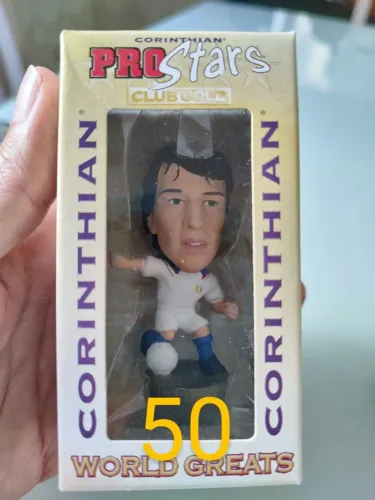 CORINTHIAN
PRO Stars
CLUB GOLD
CORINTHIAN
CORINTHIAN
50
WORLD GREATS